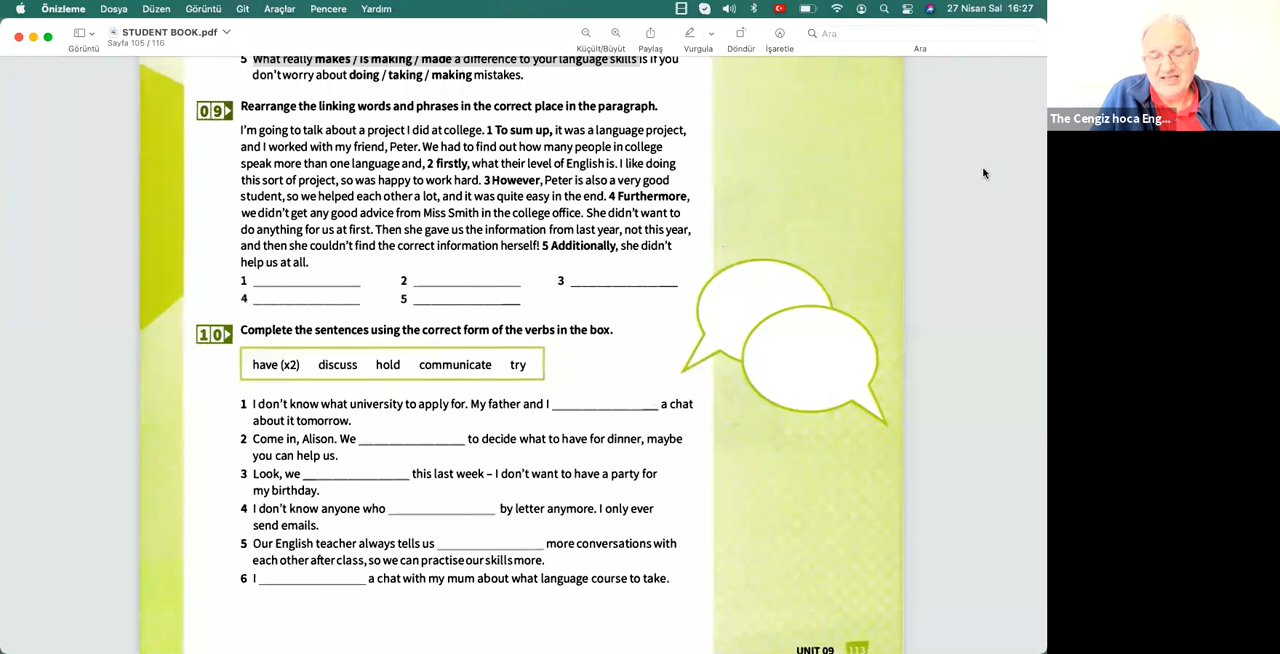 Önizleme Dosya Düzen Görüntü Git Araçlar Pencere Yardım 27 Nisan Sal 16:27
STUDENT BOOK.pdf
Sayfa 105 / 116
Görüntü Küçült/Büyüt Paylaş Vurgula Döndür İşaretle Ara Ara
5 What really makes / is making / made a difference to your language skills is if you
don't worry about doing / taking / making mistakes.
09 Rearrange the linking words and phrases in the correct place in the paragraph.
I'm going to talk about a project I did at college. 1 To sum up, it was a language project,
and I worked with my friend, Peter. We had to find out how many people in college
speak more than one language and, 2 firstly, what their level of English is. I like doing
this sort of project, so was happy to work hard. 3 However, Peter is also a very good
student, so we helped each other a lot, and it was quite easy in the end. 4 Furthermore,
we didn't get any good advice from Miss Smith in the college office. She didn't want to
do anything for us at first. Then she gave us the information from last year, not this year,
and then she couldn't find the correct information herself! 5 Additionally, she didn't
help us at all.
1 ____________ 2 ____________ 3 ____________
4 ____________ 5 ____________
10 Complete the sentences using the correct form of the verbs in the box.
have (x2) discuss hold communicate try
1 I don't know what university to apply for. My father and I ____________ a chat
about it tomorrow.
2 Come in, Alison. We ____________ to decide what to have for dinner, maybe
you can help us.
3 Look, we ____________ this last week – I don't want to have a party for
my birthday.
4 I don't know anyone who ____________ by letter anymore. I only ever
send emails.
5 Our English teacher always tells us ____________ more conversations with
each other after class, so we can practise our skills more.
6 I ____________ a chat with my mum about what language course to take.
UNIT 09 113
The Cengiz hoca Eng...